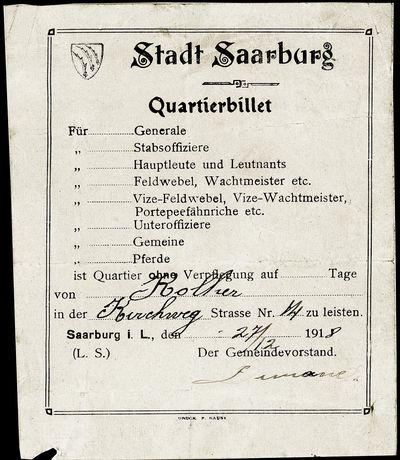 Stadt Saarburg
Quartierbillet
Für ........ Generale
„ ........ Stabsoffiziere
„ ........ Hauptleute und Leutnants
„ ........ Feldwebel, Wachtmeister etc.
„ ........ Vize-Feldwebel, Vize-Wachtmeister,
Portepeefähnriche etc.
„ ........ Unteroffiziere
„ ........ Gemeine
„ ........ Pferde
ist Quartier ohne Verpflegung auf ........ Tage
von
in der Kirchweg Strasse Nr. 14 zu leisten.
Saarburg i. L., den 27/12 1918
(L. S.) Der Gemeindevorstand.